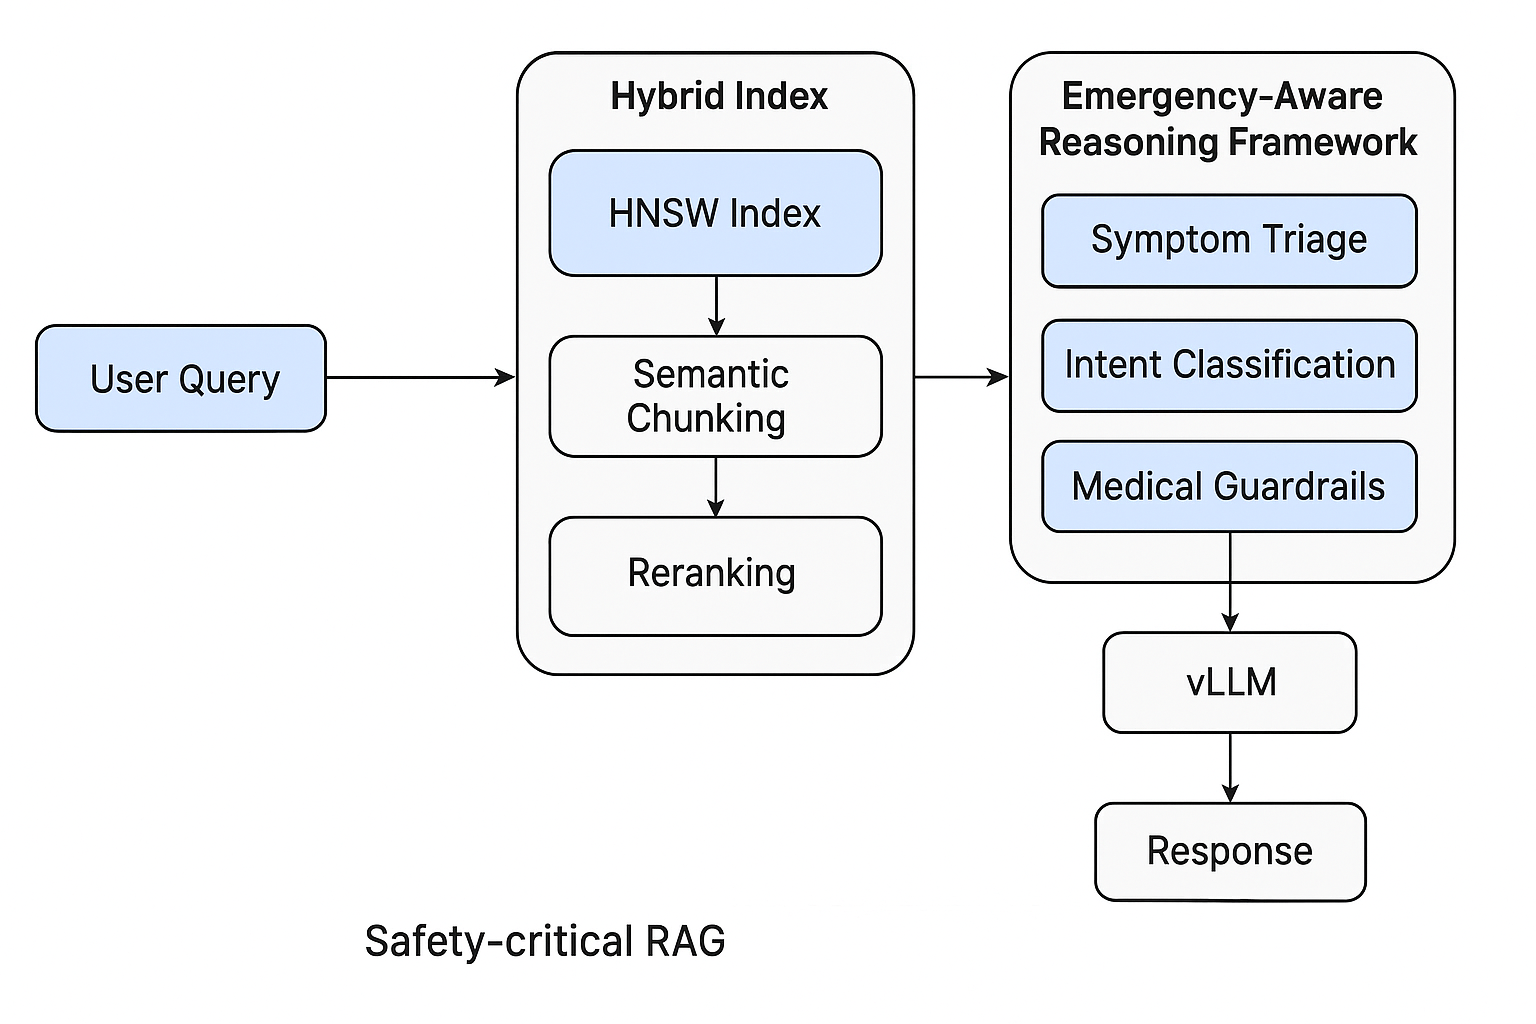 User Query
Hybrid Index
HNSW Index
Semantic
Chunking
Reranking
Emergency-Aware
Reasoning Framework
Symptom Triage
Intent Classification
Medical Guardrails
vLLM
Response
Safety-critical RAG